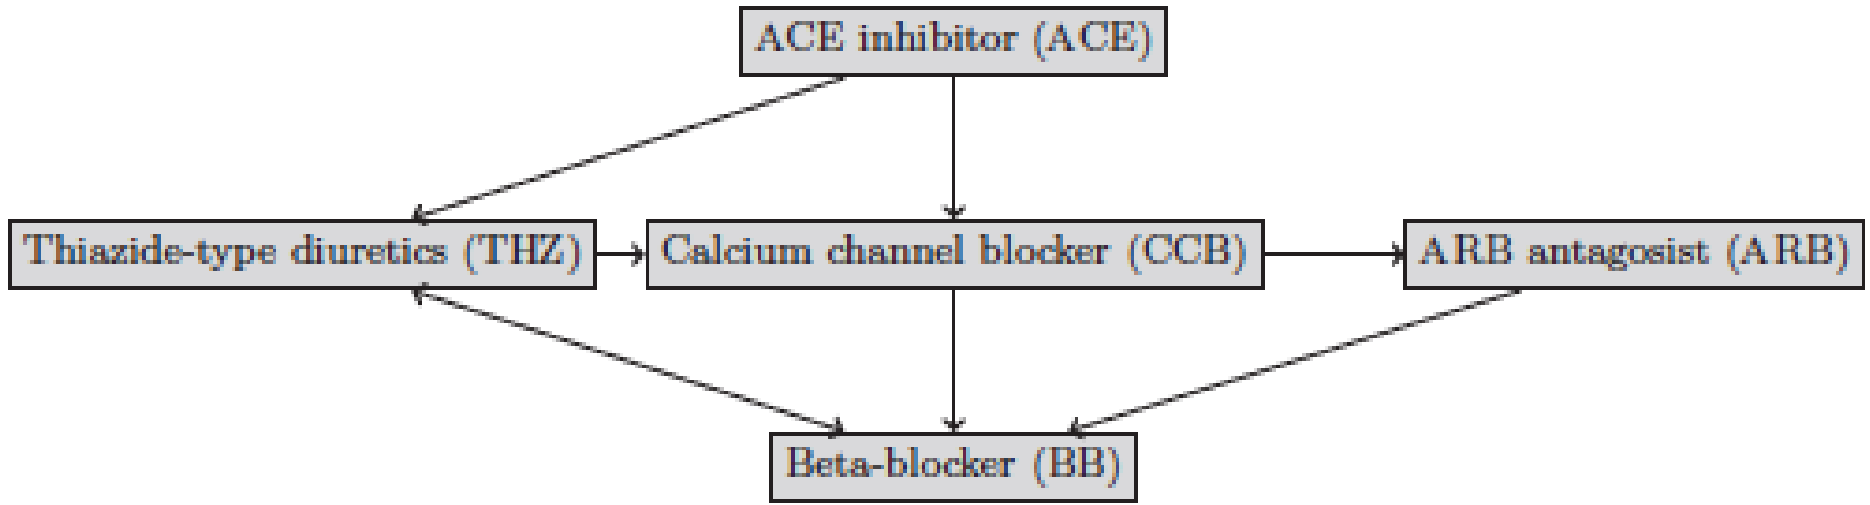 ACE inhibitor (ACE)
Thiazide-type diuretics (THZ)
Calcium channel blocker (CCB)
ARB antagosist (ARB)
Beta-blocker (BB)